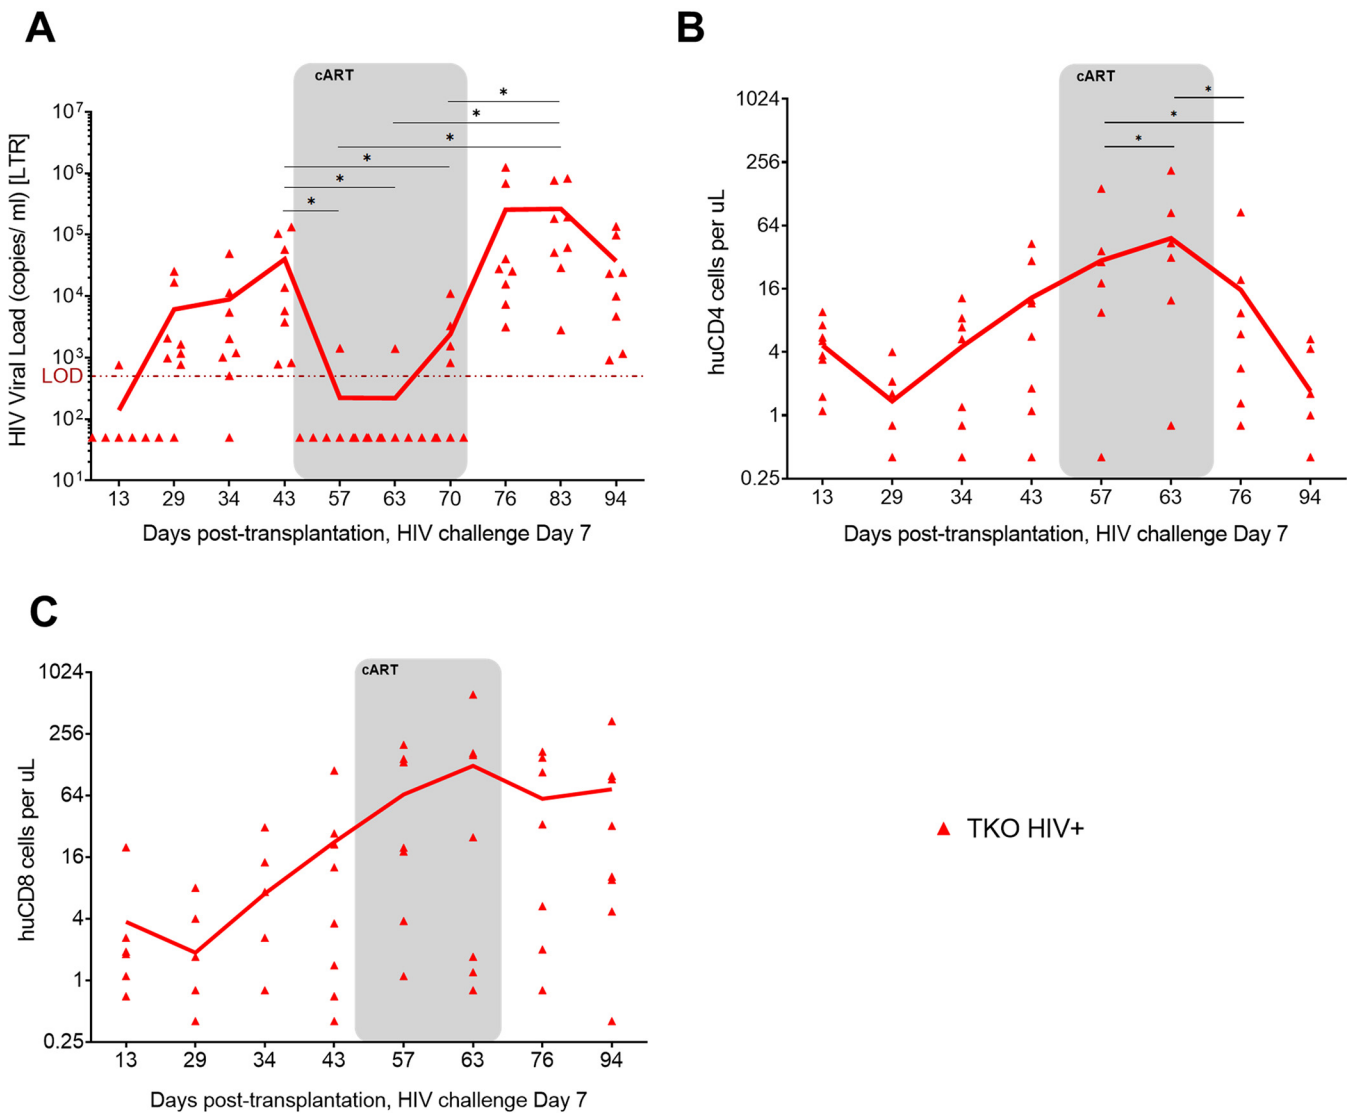 A
cART
HIV Viral Load (copies/ ml) [LTR]
10^7
10^6
10^5
10^4
10^3
LOD
10^2
10^1
* * * * * *
13 29 34 43 57 63 70 76 83 94
Days post-transplantation, HIV challenge Day 7
B
cART
huCD4 cells per uL
1024
256
64
16
4
1
0.25
* * *
13 29 34 43 57 63 76 94
Days post-transplantation, HIV challenge Day 7
C
cART
huCD8 cells per uL
1024
256
64
16
4
1
0.25
13 29 34 43 57 63 76 94
Days post-transplantation, HIV challenge Day 7
TKO HIV+